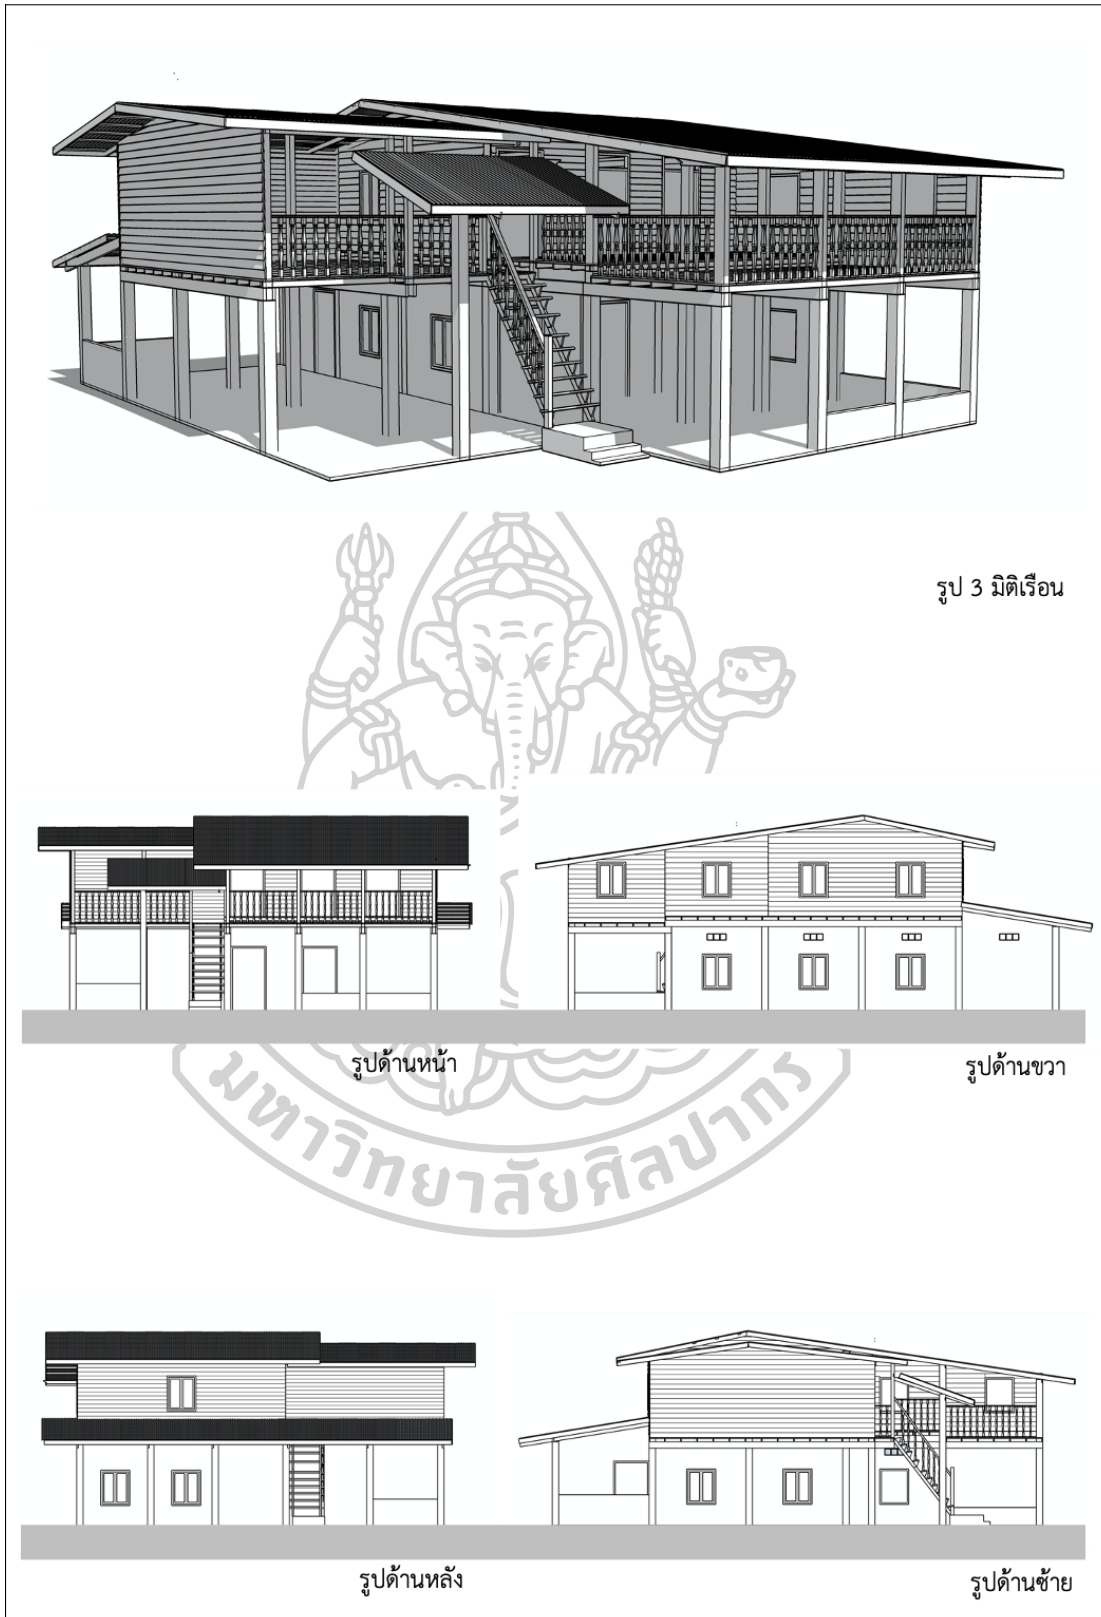 รูป 3 มิติเรือน
รูปด้านหน้า
รูปด้านขวา
มหาวิทยาลัยศิลปากร
รูปด้านหลัง
รูปด้านซ้าย